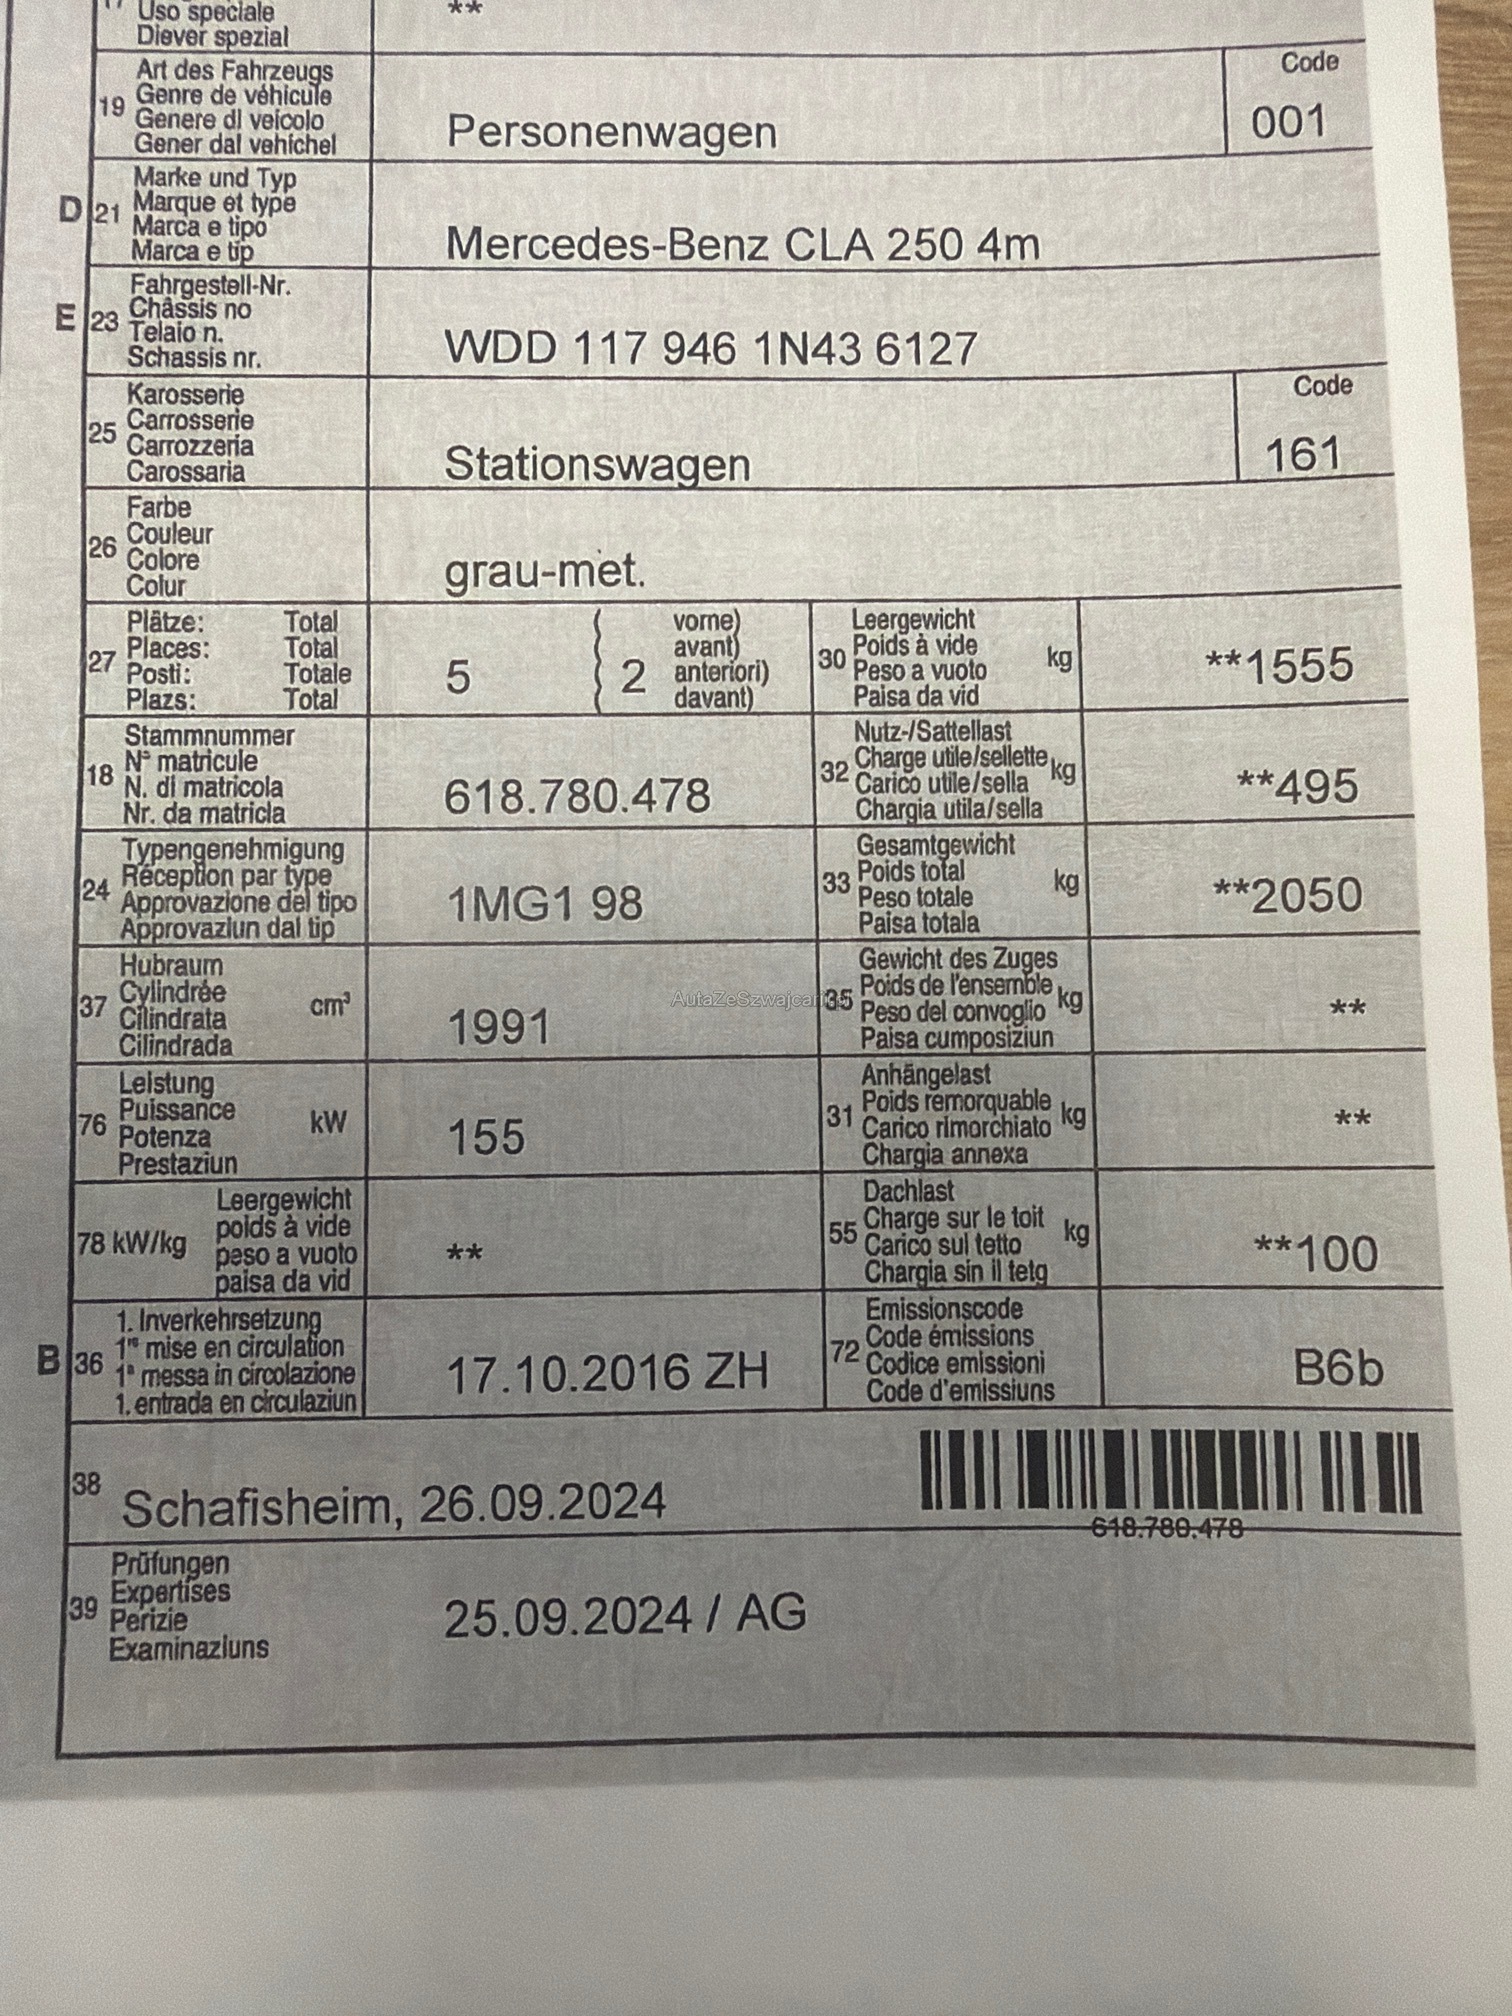 17 Uso speciale **
Diever spezial
Art des Fahrzeugs Code
19 Genre de véhicule
Genere di veicolo Personenwagen 001
Gener dal vehichel
Marke und Typ
D 21 Marque et type
Marca e tipo Mercedes-Benz CLA 250 4m
Marca e tip
Fahrgestell-Nr.
E 23 Châssis no
Telaio n. WDD 117 946 1N43 6127
Schassis nr.
Karosserie Code
25 Carrosserie
Carrozzeria Stationswagen 161
Carossaria
Farbe
26 Couleur
Colore grau-met.
Colur
Plätze: Total vorne) Leergewicht
27 Places: Total avant) 30 Poids à vide kg **1555
Posti: Totale 5 { 2 anteriori) Peso a vuoto
Plazs: Total davant) Paisa da vid
Stammnummer Nutz-/Sattellast
18 Nº matricule 32 Charge utile/sellette kg
N. di matricola 618.780.478 Carico utile/sella **495
Nr. da matricla Chargia utila/sella
Typengenehmigung Gesamtgewicht
24 Réception par type 33 Poids total kg
Approvazione del tipo 1MG1 98 Peso totale **2050
Approvaziun dal tip Paisa totala
Hubraum Gewicht des Zuges
37 Cylindrée cm³ 35 Poids de l'ensemble kg **
Cilindrata 1991 Peso del convoglio
Cilindrada Paisa cumposiziun
Leistung Anhängelast
76 Puissance kW 31 Poids remorquable kg **
Potenza 155 Carico rimorchiato
Prestaziun Chargia annexa
Leergewicht Dachlast
78 kW/kg poids à vide 55 Charge sur le toit kg
peso a vuoto ** Carico sul tetto **100
paisa da vid Chargia sin il tetg
1. Inverkehrsetzung Emissionscode
B 36 1re mise en circulation 72 Code émissions
1ª messa in circolazione 17.10.2016 ZH Codice emissioni B6b
1. entrada en circulaziun Code d'emissiuns
38 Schafisheim, 26.09.2024
618.780.478
Prüfungen
39 Expertises
Perizie 25.09.2024 / AG
Examinaziuns